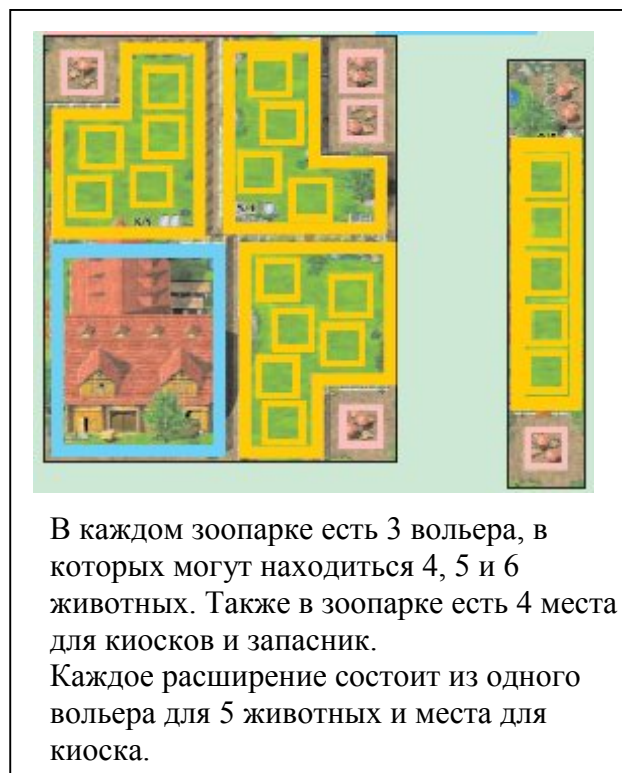 В каждом зоопарке есть 3 вольера, в
которых могут находиться 4, 5 и 6
животных. Также в зоопарке есть 4 места
для киосков и запасник.
Каждое расширение состоит из одного
вольера для 5 животных и места для
киоска.